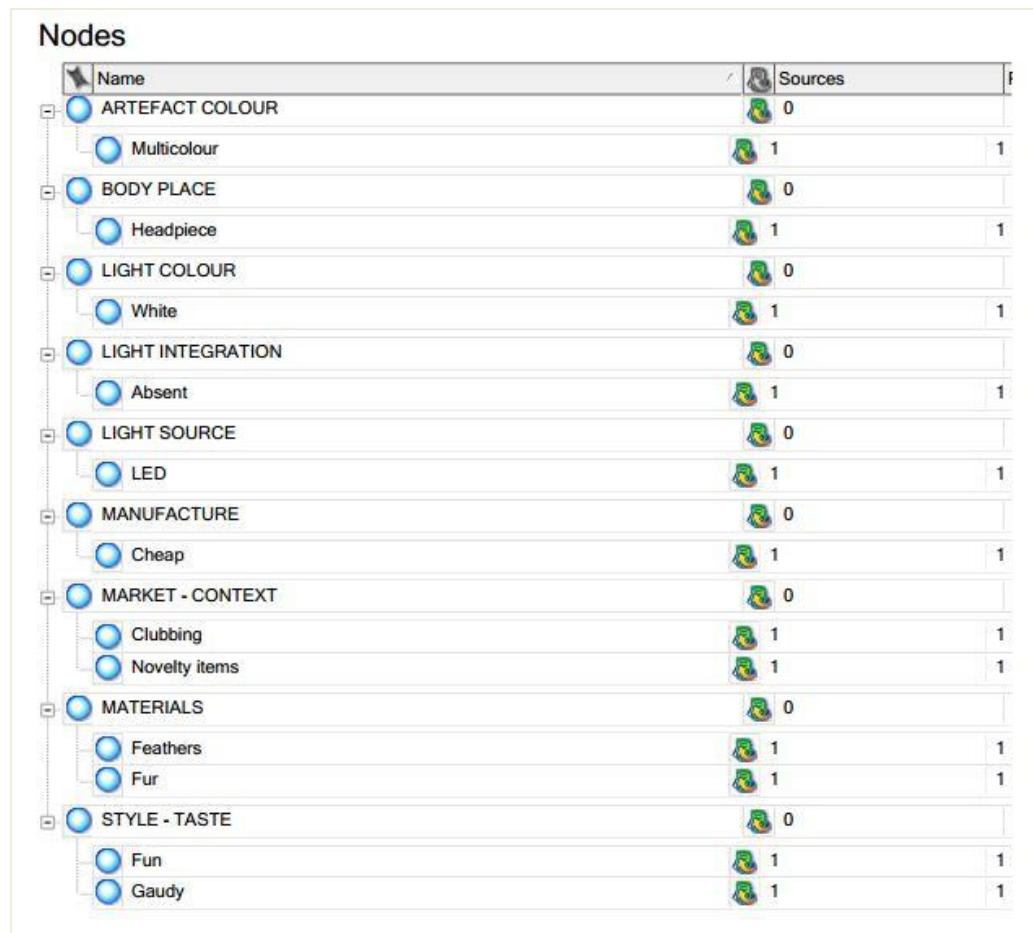 Nodes
Name Sources
ARTEFACT COLOUR 0
Multicolour 1 1
BODY PLACE 0
Headpiece 1 1
LIGHT COLOUR 0
White 1 1
LIGHT INTEGRATION 0
Absent 1 1
LIGHT SOURCE 0
LED 1 1
MANUFACTURE 0
Cheap 1 1
MARKET - CONTEXT 0
Clubbing 1 1
Novelty items 1 1
MATERIALS 0
Feathers 1 1
Fur 1 1
STYLE - TASTE 0
Fun 1 1
Gaudy 1 1